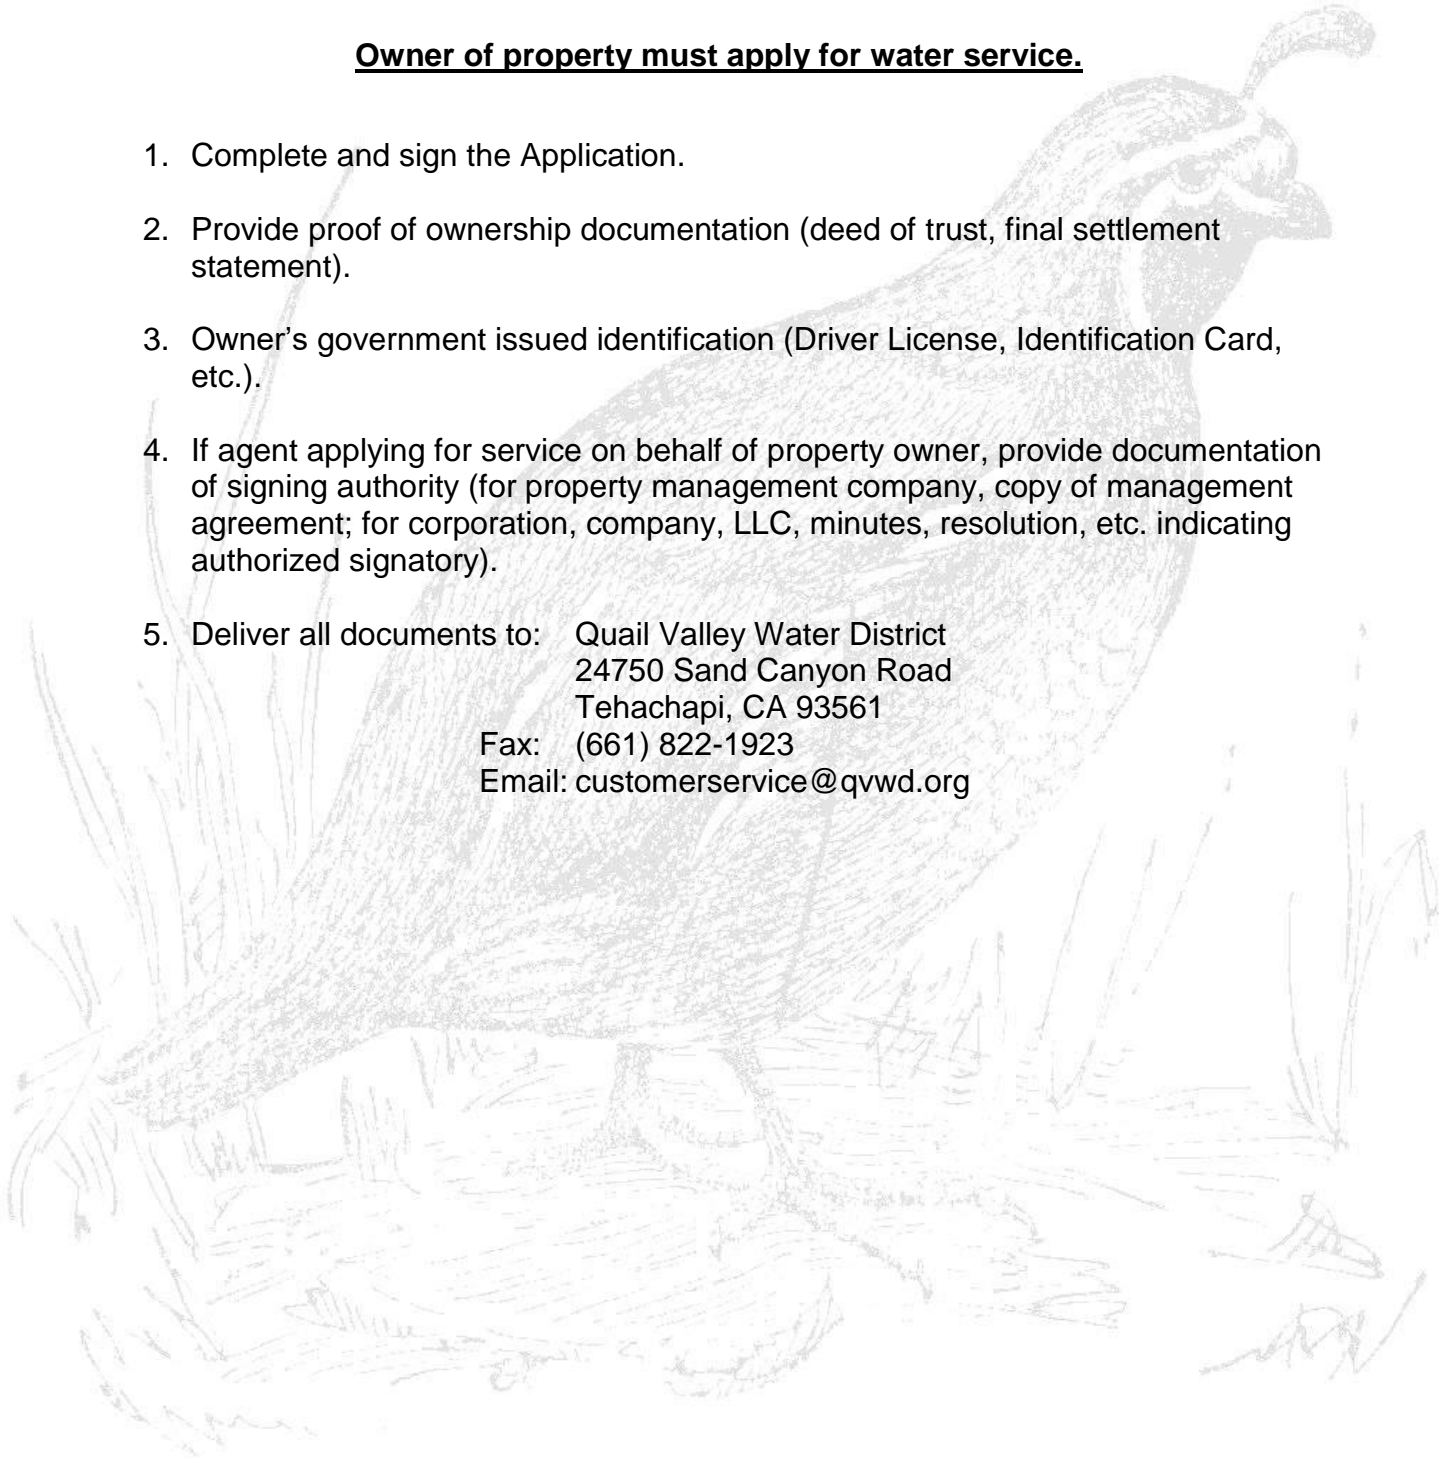 Owner of property must apply for water service.
1. Complete and sign the Application.
2. Provide proof of ownership documentation (deed of trust, final settlement
statement).
3. Owner’s government issued identification (Driver License, Identification Card,
etc.).
4. If agent applying for service on behalf of property owner, provide documentation
of signing authority (for property management company, copy of management
agreement; for corporation, company, LLC, minutes, resolution, etc. indicating
authorized signatory).
5. Deliver all documents to: Quail Valley Water District
24750 Sand Canyon Road
Tehachapi, CA 93561
Fax: (661) 822-1923
Email: customerservice@qvwd.org